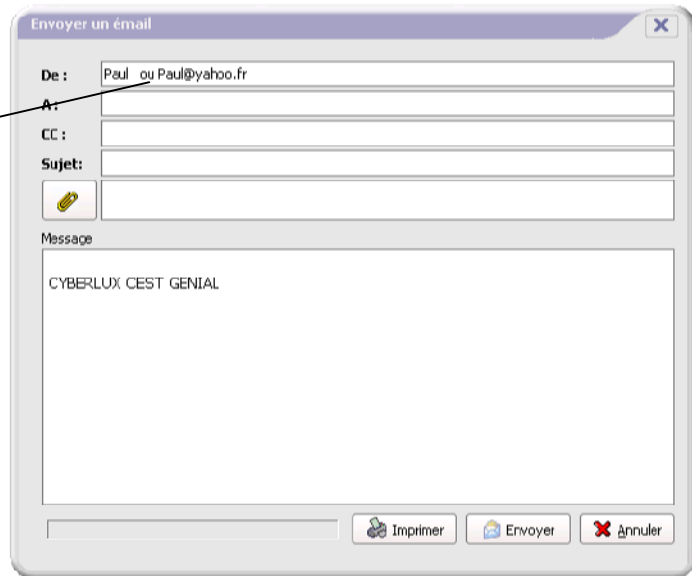 Envoyer un émail
De : Paul ou Paul@yahoo.fr
A :
CC :
Sujet:
Message
CYBERLUX CEST GENIAL
Imprimer Envoyer Annuler